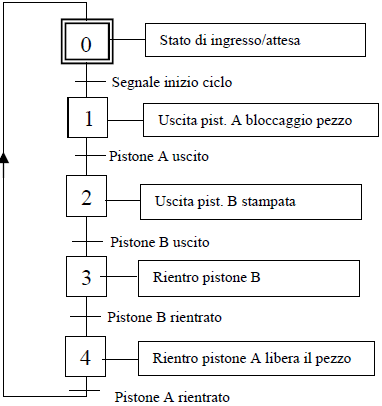 0
Stato di ingresso/attesa
Segnale inizio ciclo
1
Uscita pist. A bloccaggio pezzo
Pistone A uscito
2
Uscita pist. B stampata
Pistone B uscito
3
Rientro pistone B
Pistone B rientrato
4
Rientro pistone A libera il pezzo
Pistone A rientrato